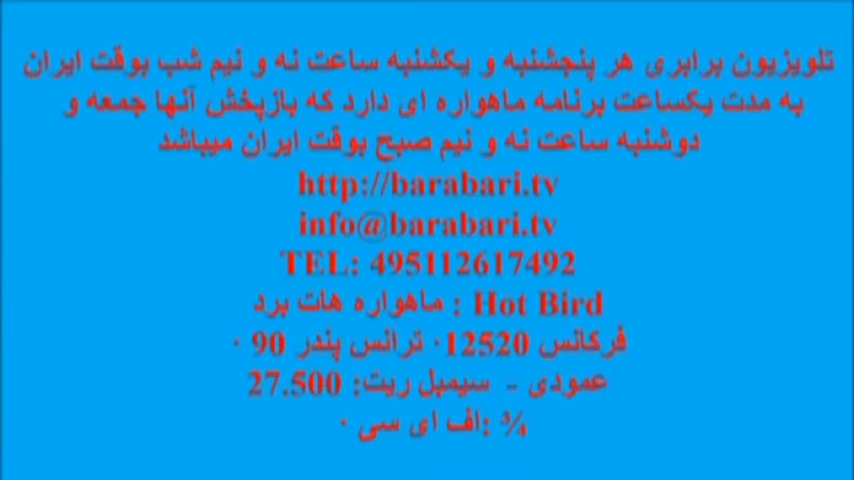 تلویزیون برابری هر پنجشنبه و یکشنبه ساعت نه و نیم شب بوقت ایران
به مدت یکساعت برنامه ماهواره ای دارد که بازپخش آنها جمعه و
دوشنبه ساعت نه و نیم صبح بوقت ایران میباشد
http://barabari.tv
info@barabari.tv
TEL: 495112617492
ماهواره هات برد : Hot Bird
فرکانس 12520· ترانس پندر 90 ·
عمودی - سیمبل ریت: 27.500
¾ :اف ای سی ·